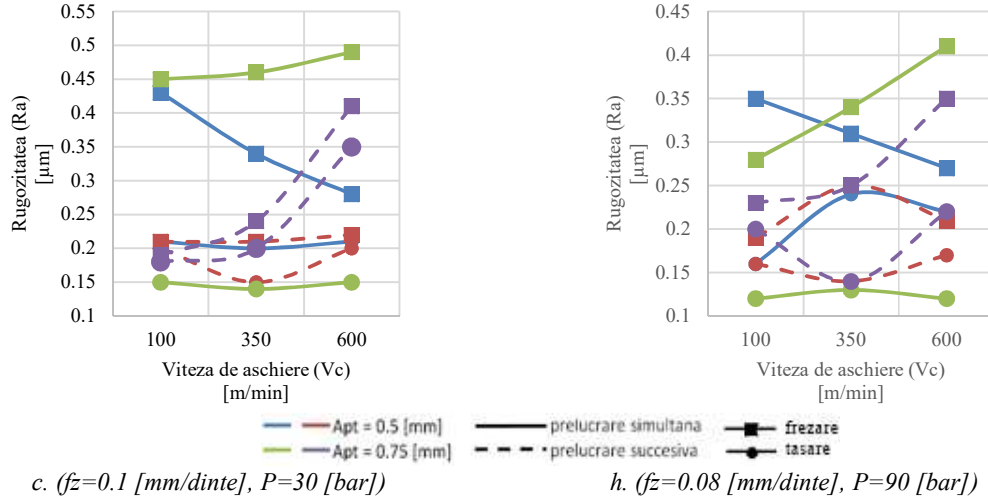 0.55
0.5
0.45
0.4
0.35
0.3
0.25
0.2
0.15
0.1
Rugozitatea (Ra)
[µm]
100 350 600
Viteza de aschiere (Vc)
[m/min]
0.45
0.4
0.35
0.3
0.25
0.2
0.15
0.1
Rugozitatea (Ra)
[µm]
100 350 600
Viteza de aschiere (Vc)
[m/min]
Apt = 0.5 [mm] prelucrare simultana frezare
Apt = 0.75 [mm] prelucrare succesiva tasare
c. (fz=0.1 [mm/dinte], P=30 [bar])
h. (fz=0.08 [mm/dinte], P=90 [bar])